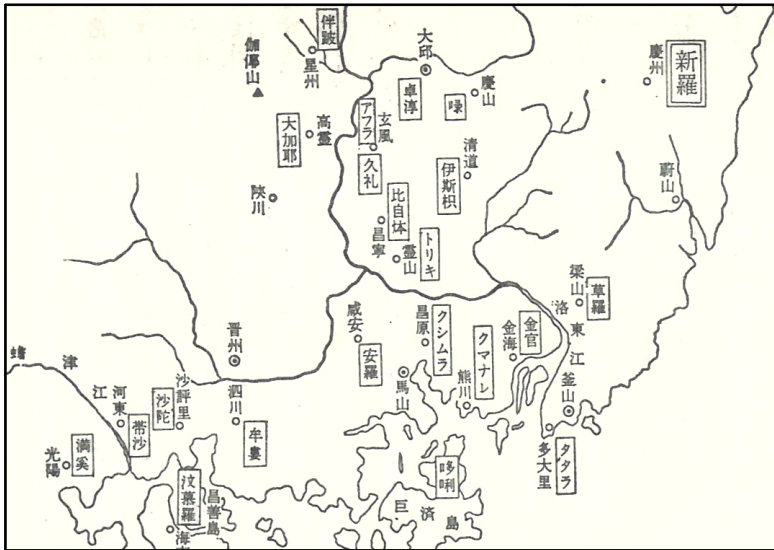 伴跛
星州
伽倻山
大加耶
高霊
陜川
大邱
卓淳
慶山
㖨
アフラ
玄風
久礼
清道
伊斯枳
比自体
昌寧
霊山
トリキ
慶州
新羅
蔚山
梁山
草羅
洛東江
金官
金海
クマナレ
熊川
クシムラ
昌原
馬山
咸安
安羅
釜山
多大里
タタラ
晋州
泗川
牟婁
沙評里
沙陀
河東
帯沙
蟾津江
光陽
満奚
汶慕羅
昌善島
哆唎
巨済島